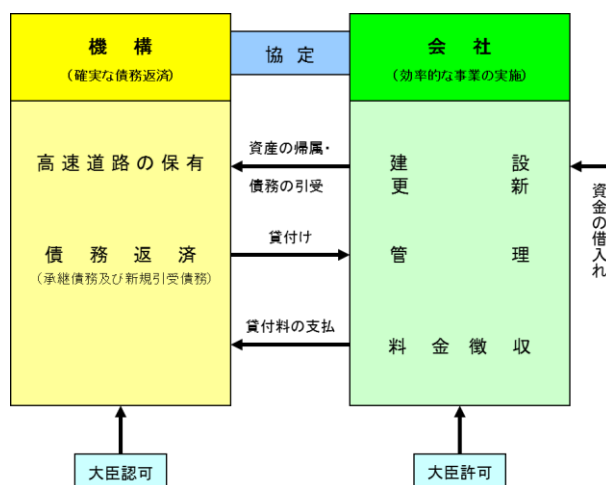 機構
(確実な債務返済)
協定
会社
(効率的な事業の実施)
高速道路の保有
債務返済
(承継債務及び新規引受債務)
資産の帰属・
債務の引受
貸付け
貸付料の支払
建設
更新
管理
料金徴収
資金の借入れ
大臣認可
大臣許可